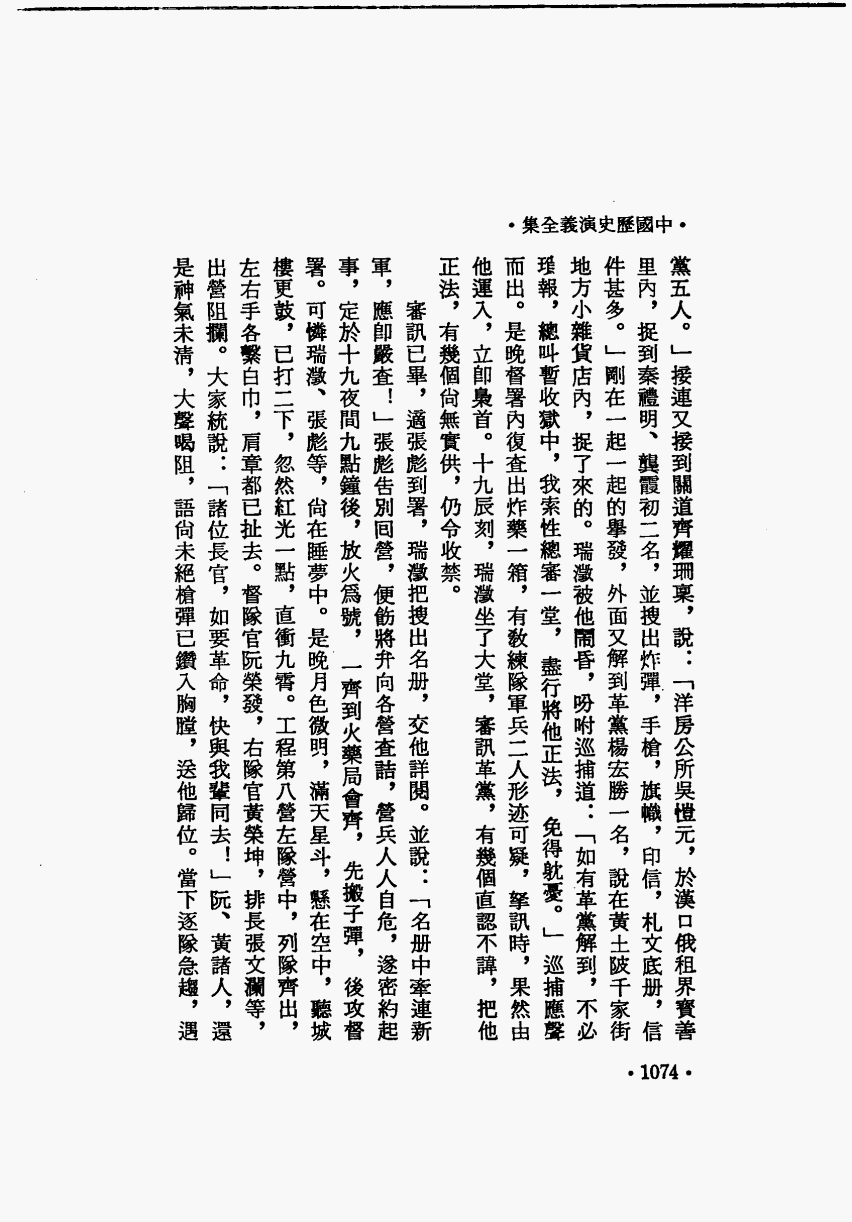 ·中國歷史演義全集·
黨五人。」接連又接到關道齊耀珊稟,說:「洋房公所吳愷元,於漢口俄租界寶善
里內,捉到秦禮明、龔霞初二名,並搜出炸彈,手槍,旗幟,印信,札文底册,信
件甚多。」剛在一起一起的舉發,外面又解到革黨楊宏勝一名,說在黃土陂千家街
地方小雜貨店內,捉了來的。瑞澂被他鬧昏,吩咐巡捕道:「如有革黨解到,不必
瑣報,總叫暫收獄中,我索性總審一堂,盡行將他正法,免得躭憂。」巡捕應聲
而出。是晚督署內復查出炸藥一箱,有教練隊軍兵二人形迹可疑,拏訊時,果然由
他運入,立卽梟首。十九辰刻,瑞澂坐了大堂,審訊革黨,有幾個直認不諱,把他
正法,有幾個尙無實供,仍令收禁。
審訊已畢,適張彪到署,瑞澂把搜出名册,交他詳閱。並說:「名册中牽連新
軍,應卽嚴查!」張彪告別回營,便飭將弁向各營查詰,營兵人人自危,遂密約起
事,定於十九夜間九點鐘後,放火爲號,一齊到火藥局會齊,先搬子彈,後攻督
署。可憐瑞澂、張彪等,尙在睡夢中。是晚月色微明,滿天星斗,懸在空中,聽城
樓更鼓,已打二下,忽然紅光一點,直衝九霄。工程第八營左隊營中,列隊齊出,
左右手各繫白巾,肩章都已扯去。督隊官阮榮發,右隊官黃榮坤,排長張文瀾等,
出營阻攔。大家統說:「諸位長官,如要革命,快與我輩同去!」阮、黃諸人,還
是神氣未清,大聲喝阻,語尙未絕槍彈已鑽入胸膛,送他歸位。當下逐隊急趨,遇
·1074·